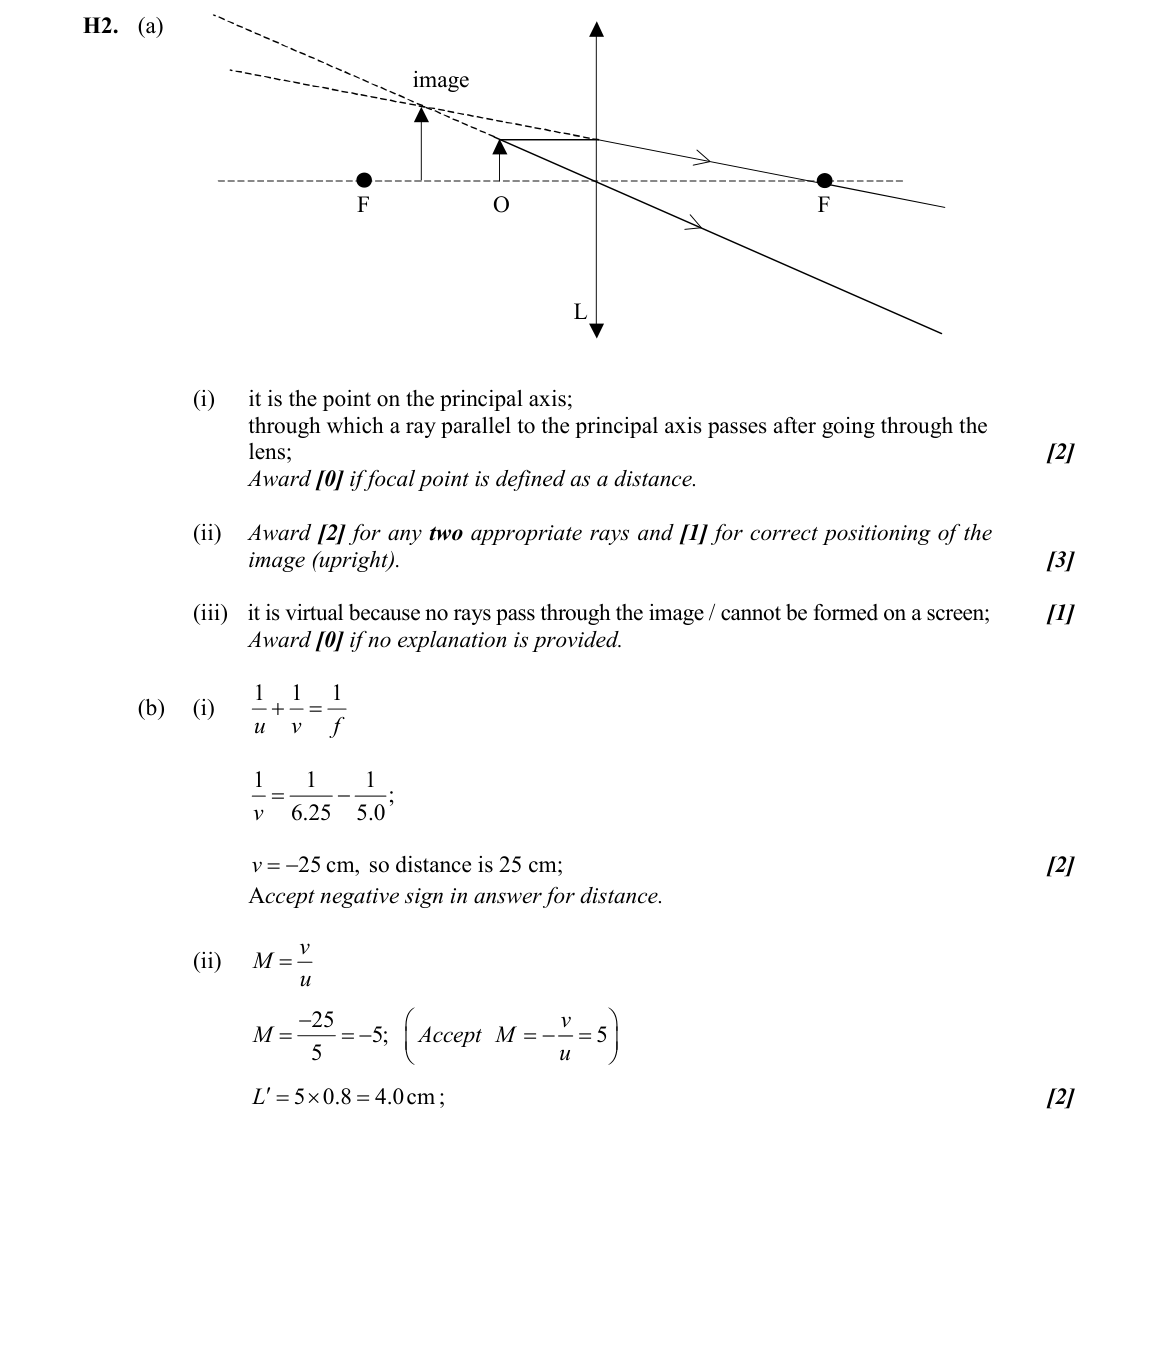 H2. (a)
image
F O F
L
(i) it is the point on the principal axis;
through which a ray parallel to the principal axis passes after going through the
lens; [2]
Award [0] if focal point is defined as a distance.
(ii) Award [2] for any two appropriate rays and [1] for correct positioning of the
image (upright). [3]
(iii) it is virtual because no rays pass through the image / cannot be formed on a screen; [1]
Award [0] if no explanation is provided.
(b) (i) 1/u + 1/v = 1/f
1/v = 1/6.25 − 1/5.0;
v = −25 cm, so distance is 25 cm; [2]
Accept negative sign in answer for distance.
(ii) M = v/u
M = −25/5 = −5; (Accept M = −v/u = 5)
L′ = 5 × 0.8 = 4.0 cm; [2]